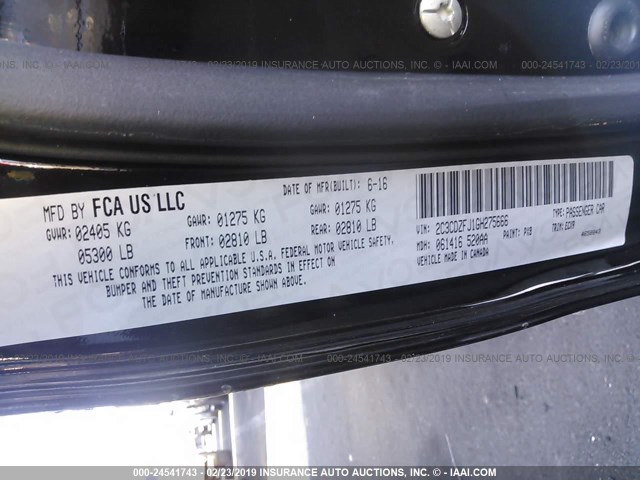 000-24541743 - 02/23/2019 INSURANCE AUTO AUCTIONS, INC. © - IAAI.COM
MFD BY FCA US LLC
DATE OF MFR(BUILT): 6-16
GVWR: 02405 KG
GAWR: 01275 KG
GAWR: 01275 KG
05300 LB
FRONT: 02810 LB
REAR: 02810 LB
THIS VEHICLE CONFORMS TO ALL APPLICABLE U.S.A. FEDERAL MOTOR VEHICLE SAFETY,
BUMPER AND THEFT PREVENTION STANDARDS IN EFFECT ON
THE DATE OF MANUFACTURE SHOWN ABOVE.
VIN: 2C3CDZFJ1GH275666
TYPE: PASSENGER CAR
MDH: 061416 520AA
PAINT: PX8
TRIM:
VEHICLE MADE IN CANADA
000-24541743 - 02/23/2019 INSURANCE AUTO AUCTIONS, INC. © - IAAI.COM
000-24541743 - 02/23/2019 INSURANCE AUTO AUCTIONS, INC. © - IAAI.COM